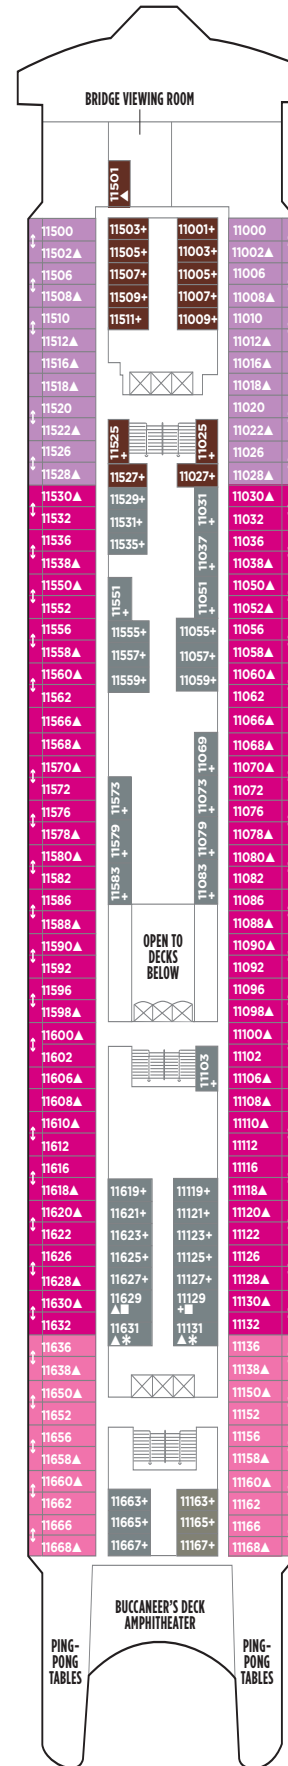 BRIDGE VIEWING ROOM
11501
▲
11500 11503+ 11001+ 11000
11502▲ 11505+ 11003+ 11002▲
11506 11507+ 11005+ 11006
11508▲ 11509+ 11007+ 11008▲
11510 11511+ 11009+ 11010
11512▲ 11012▲
11516▲ 11016▲
11518▲ 11018▲
11520 11020
11522▲ 11525 + 11025 + 11022▲
11526 11026
11528▲ 11527+ 11027+ 11028▲
11530▲ 11529+ 11031 11030▲
11532 11531+ 11032
11536 11535+ 11037 11036
11538▲ 11038▲
11550▲ 11551 + 11051 + 11050▲
11552 11052▲
11556 11555+ 11055+ 11056
11558▲ 11557+ 11057+ 11058▲
11560▲ 11559+ 11059+ 11060▲
11562 11062
11566▲ 11066▲
11568▲ 11069 + 11068▲
11570▲ 11070▲
11572 11573 + 11073 + 11072
11576 11076
11578▲ 11579 + 11079 + 11078▲
11580▲ 11080▲
11582 11583 + 11083 + 11082
11586 11086
11588▲ 11088▲
11590▲ OPEN TO 11090▲
11592 DECKS 11092
11596 BELOW 11096
11598▲ 11098▲
11600▲ 11100▲
11602 11103 + 11102
11606▲ 11106▲
11608▲ 11108▲
11610▲ 11110▲
11612 11112
11616 11116
11618▲ 11619+ 11119+ 11118▲
11620▲ 11621+ 11121+ 11120▲
11622 11623+ 11123+ 11122
11626 11625+ 11125+ 11126
11628▲ 11627+ 11127+ 11128▲
11630▲ 11629 ▲■ 11129 +■ 11130▲
11632 11631 ▲* 11131 ▲* 11132
11636 11136
11638▲ 11138▲
11650▲ 11150▲
11652 11152
11656 11156
11658▲ 11158▲
11660▲ 11160▲
11662 11663+ 11163+ 11162
11666 11665+ 11165+ 11166
11668▲ 11667+ 11167+ 11168▲
BUCCANEER'S DECK
AMPHITHEATER
PING-
PONG
TABLES
PING-
PONG
TABLES